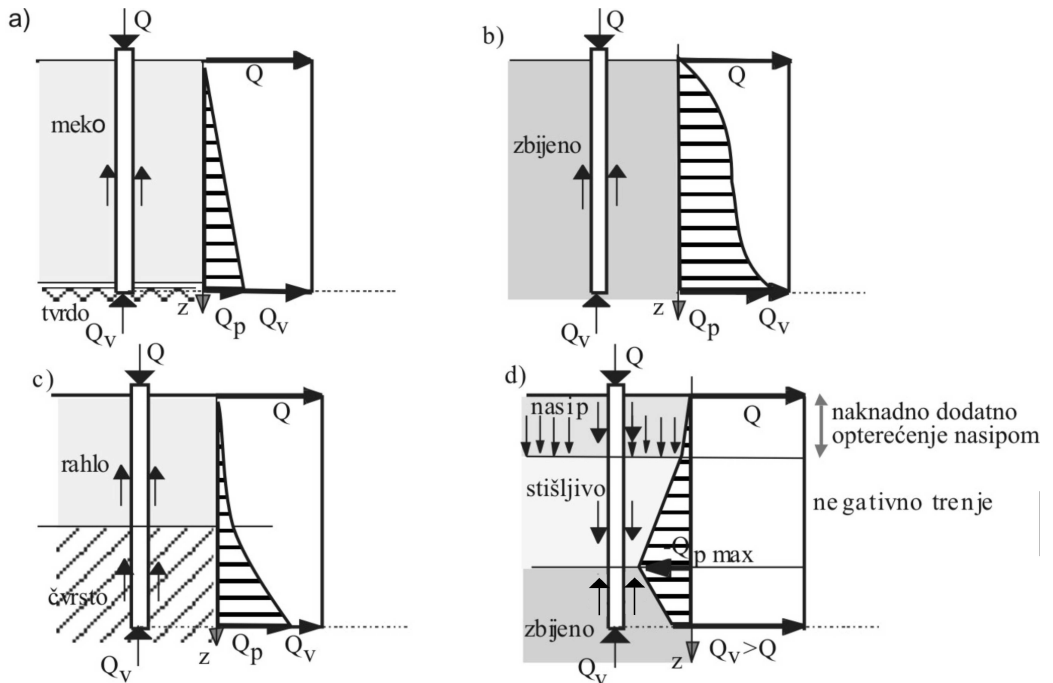 a)
Q
Q
meko
tvrdo
z
Q_p
Q_v
Q_v
b)
Q
Q
zbijeno
z
Q_p
Q_v
Q_v
c)
Q
Q
rahlo
čvrsto
z
Q_p
Q_v
Q_v
d)
Q
Q
nasip
naknadno dodatno
opterećenje nasipom
stišljivo
negativno trenje
-Q_p max
zbijeno
z
Q_v>Q
Q_v